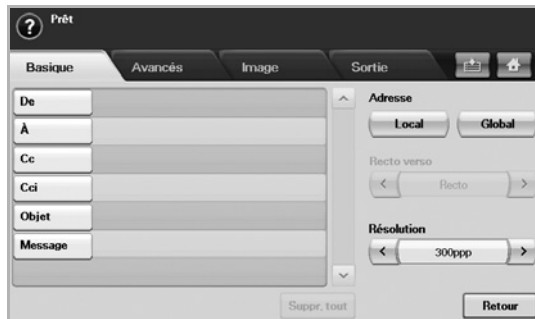 Prêt
Basique Avancés Image Sortie
De
À
Cc
Cci
Objet
Message
Adresse
Local Global
Recto verso
Recto
Résolution
300ppp
Suppr. tout
Retour